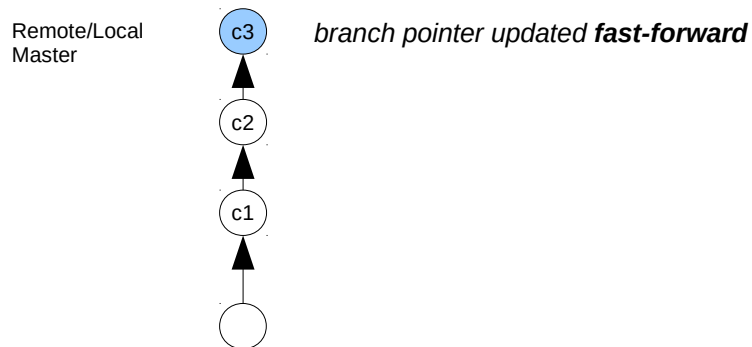 Remote/Local
Master
c3
branch pointer updated fast-forward
c2
c1